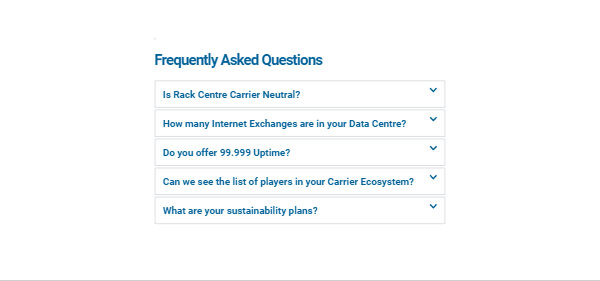 Frequently Asked Questions
Is Rack Centre Carrier Neutral?
How many Internet Exchanges are in your Data Centre?
Do you offer 99.999 Uptime?
Can we see the list of players in your Carrier Ecosystem?
What are your sustainability plans?